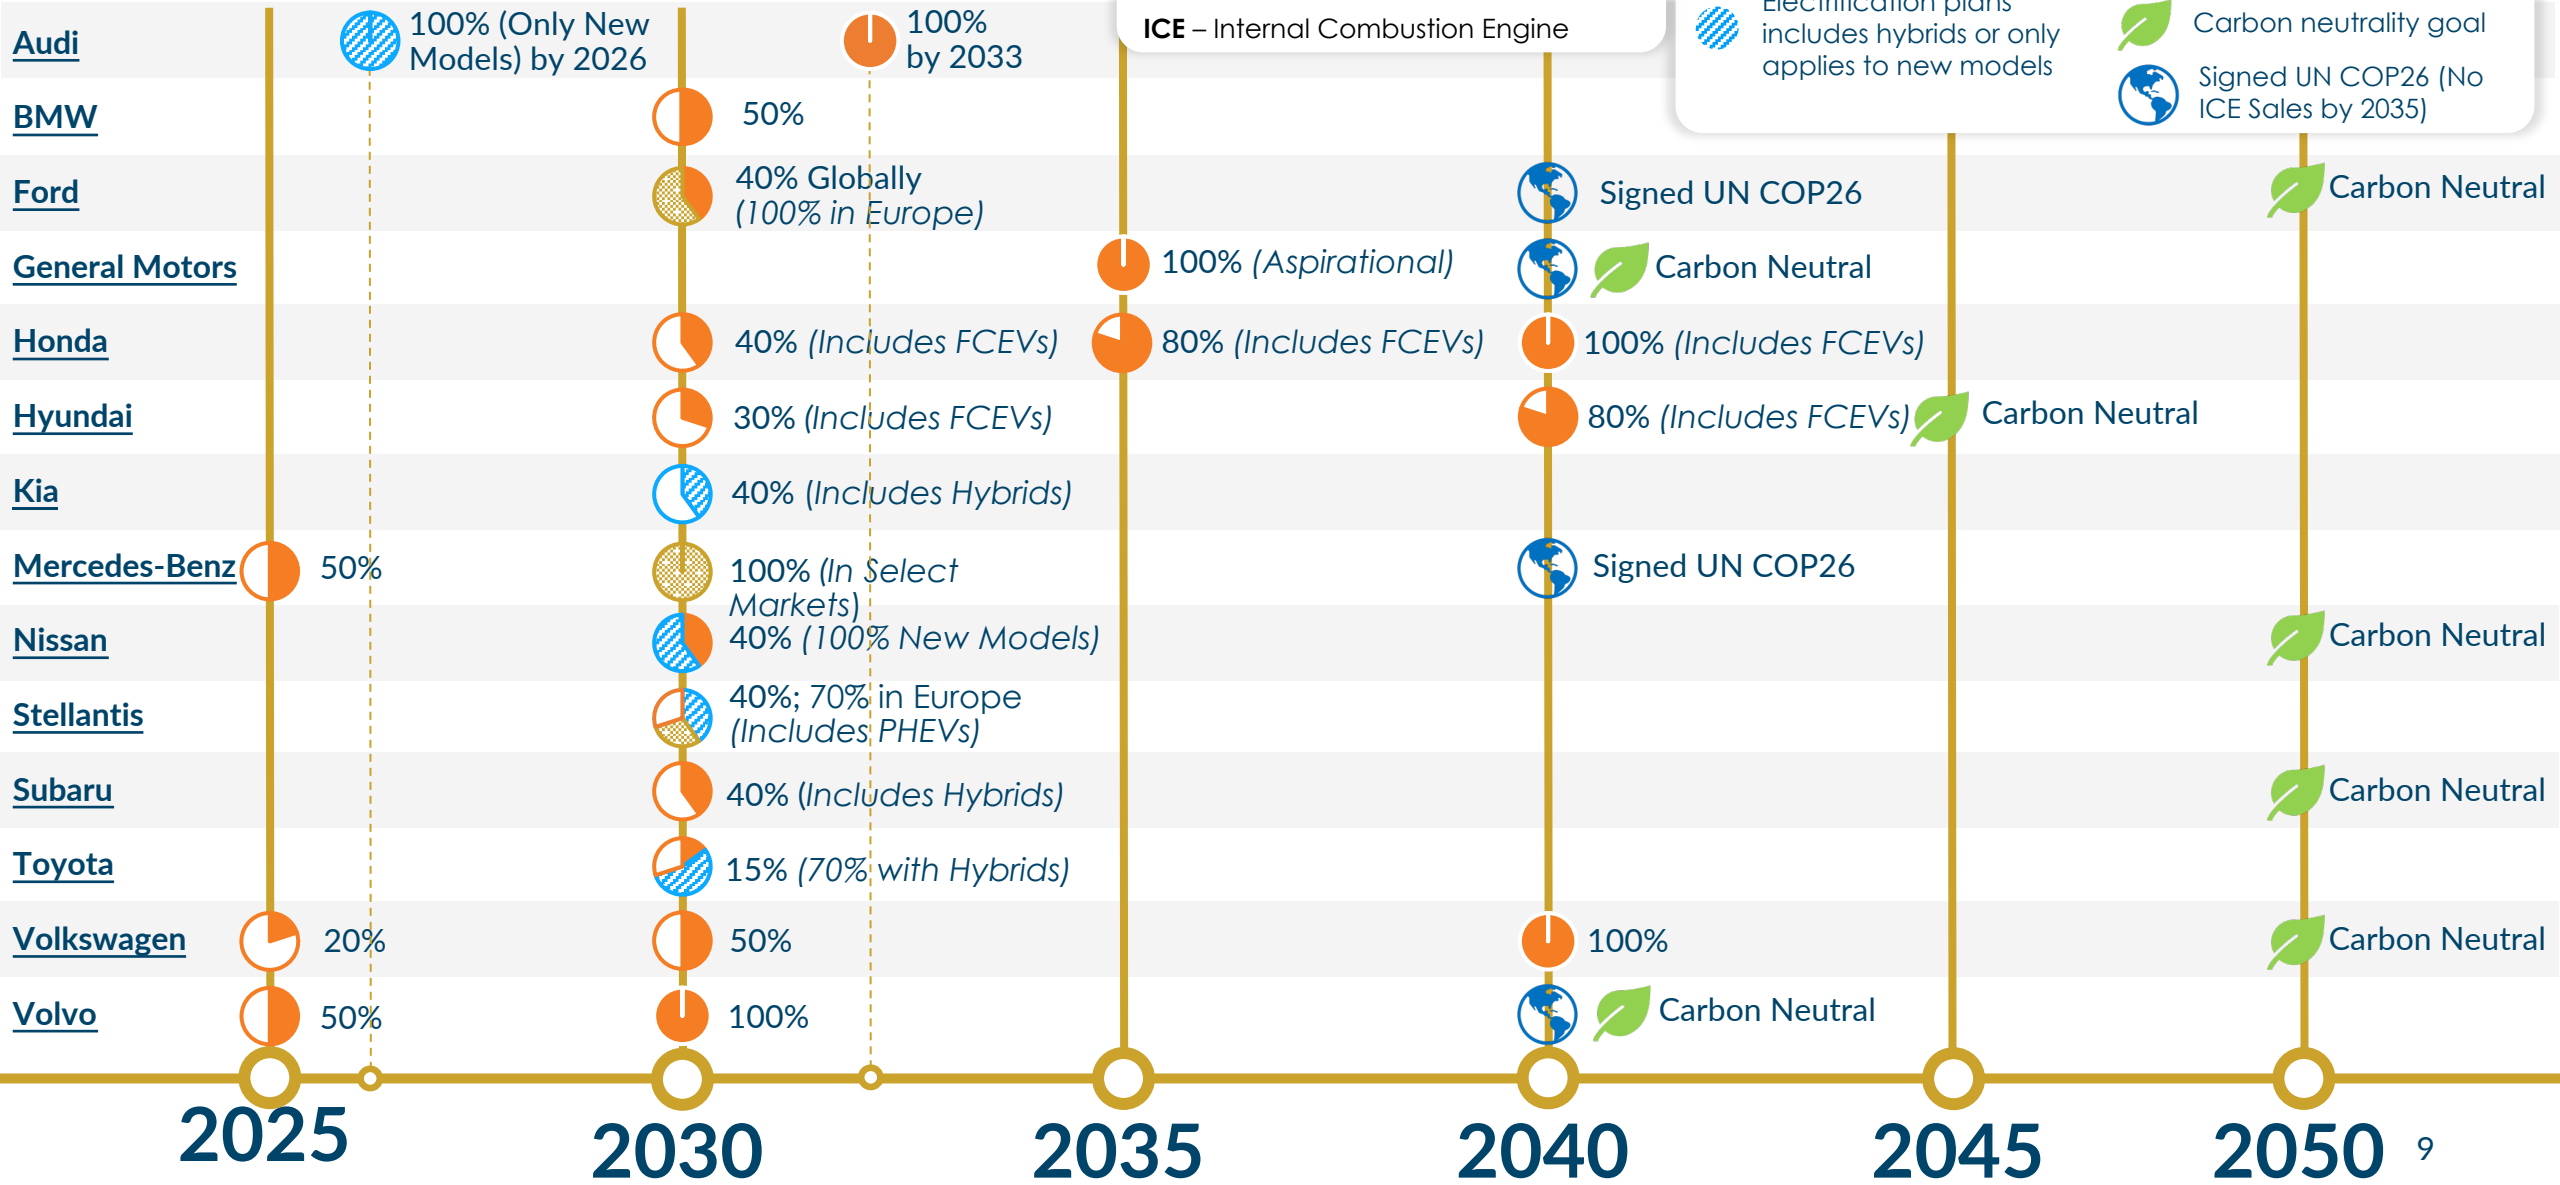 Audi
100% (Only New
Models) by 2026
100%
by 2033
ICE – Internal Combustion Engine
Electrification plans
includes hybrids or only
applies to new models
Carbon neutrality goal
Signed UN COP26 (No
ICE Sales by 2035)
BMW
50%
Ford
40% Globally
(100% in Europe)
Signed UN COP26
Carbon Neutral
General Motors
100% (Aspirational)
Carbon Neutral
Honda
40% (Includes FCEVs)
80% (Includes FCEVs)
100% (Includes FCEVs)
Hyundai
30% (Includes FCEVs)
80% (Includes FCEVs)
Carbon Neutral
Kia
40% (Includes Hybrids)
Mercedes-Benz
50%
100% (In Select
Markets)
Signed UN COP26
Nissan
40% (100% New Models)
Carbon Neutral
Stellantis
40%; 70% in Europe
(Includes PHEVs)
Subaru
40% (Includes Hybrids)
Carbon Neutral
Toyota
15% (70% with Hybrids)
Volkswagen
20%
50%
100%
Carbon Neutral
Volvo
50%
100%
Carbon Neutral
2025
2030
2035
2040
2045
2050
9